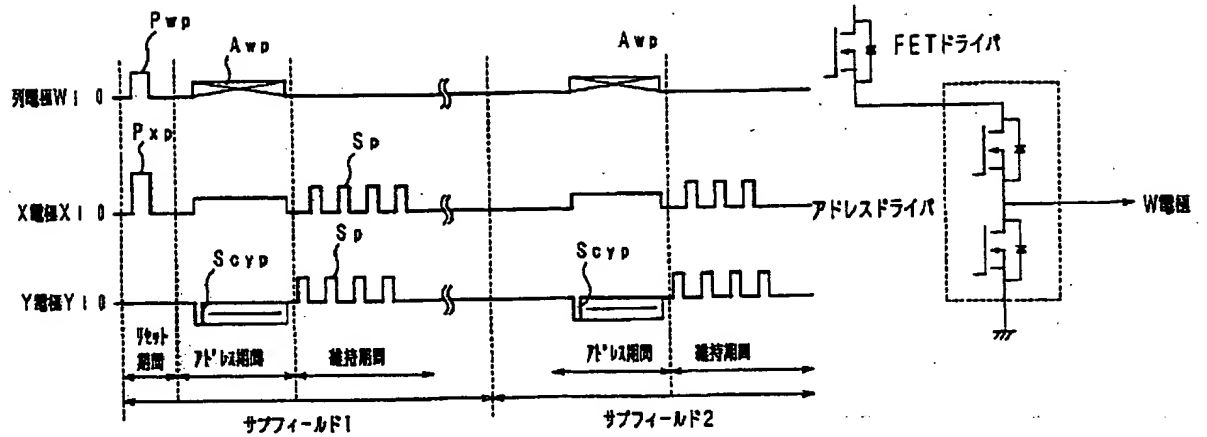 Pwp
Awp
Awp
FETドライバ
列電極Wi 0
Pxp
Sp
X電極Xi 0
アドレスドライバ
W電極
Sp
Scyp
Scyp
Y電極Yi 0
リセット
期間
アドレス期間
維持期間
アドレス期間
維持期間
サブフィールド1
サブフィールド2